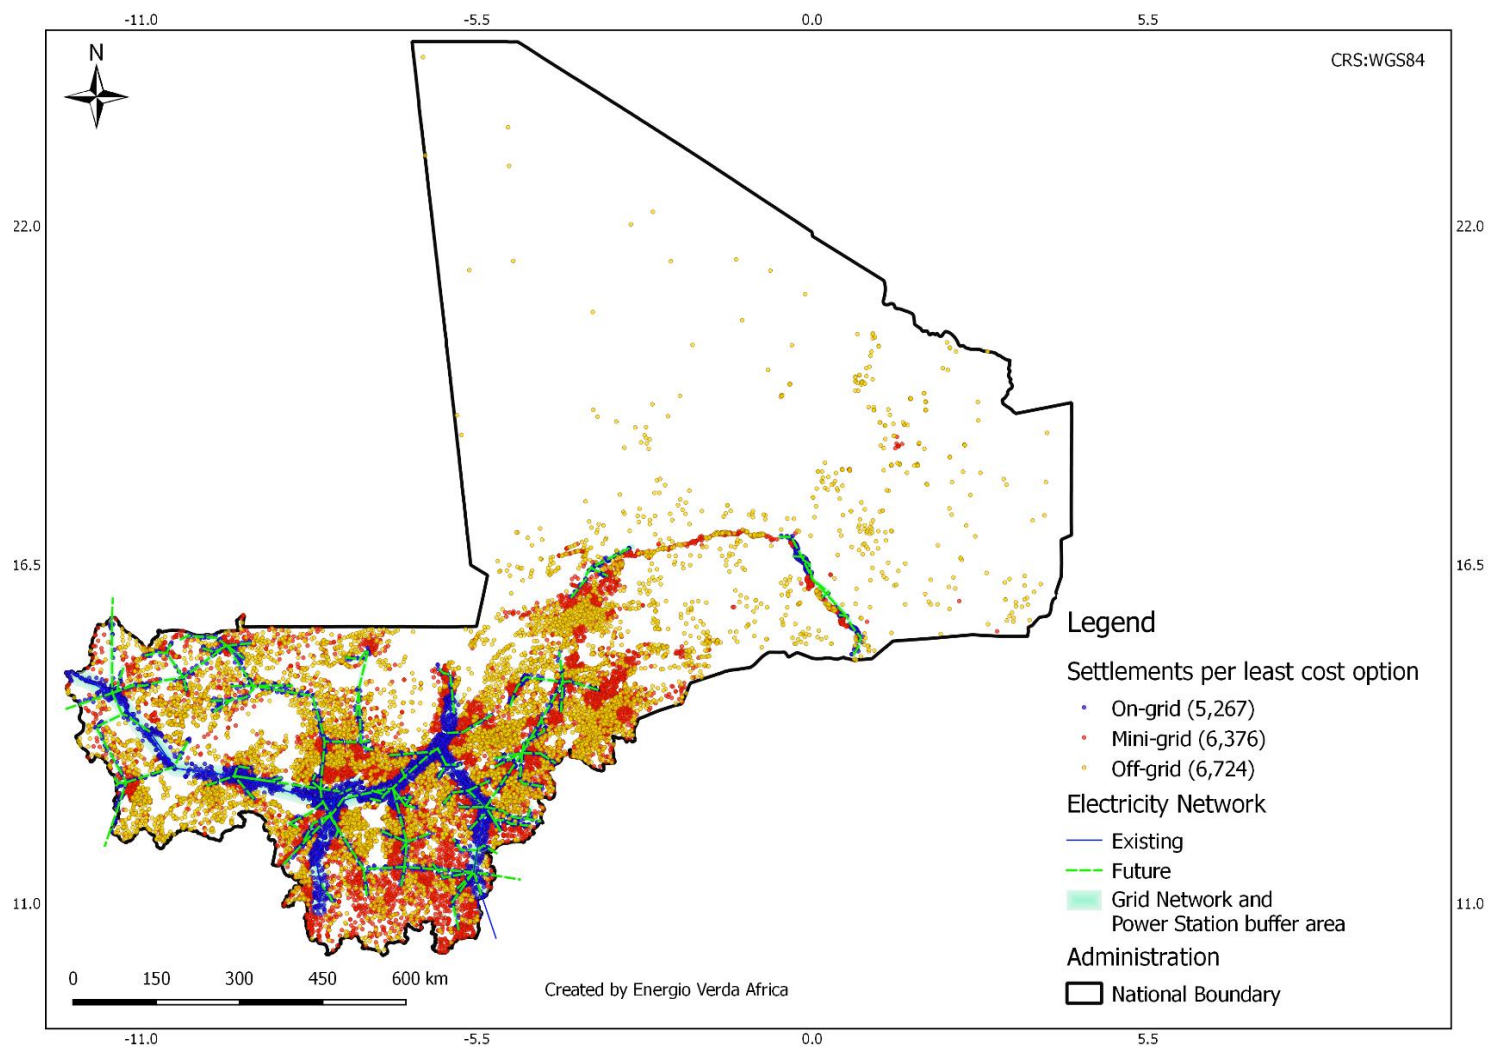 -11.0 -5.5 0.0 5.5
N
CRS:WGS84
22.0 22.0
16.5 16.5
11.0 11.0
Legend
Settlements per least cost option
On-grid (5,267)
Mini-grid (6,376)
Off-grid (6,724)
Electricity Network
Existing
Future
Grid Network and
Power Station buffer area
Administration
National Boundary
0 150 300 450 600 km
Created by Energio Verda Africa
-11.0 -5.5 0.0 5.5